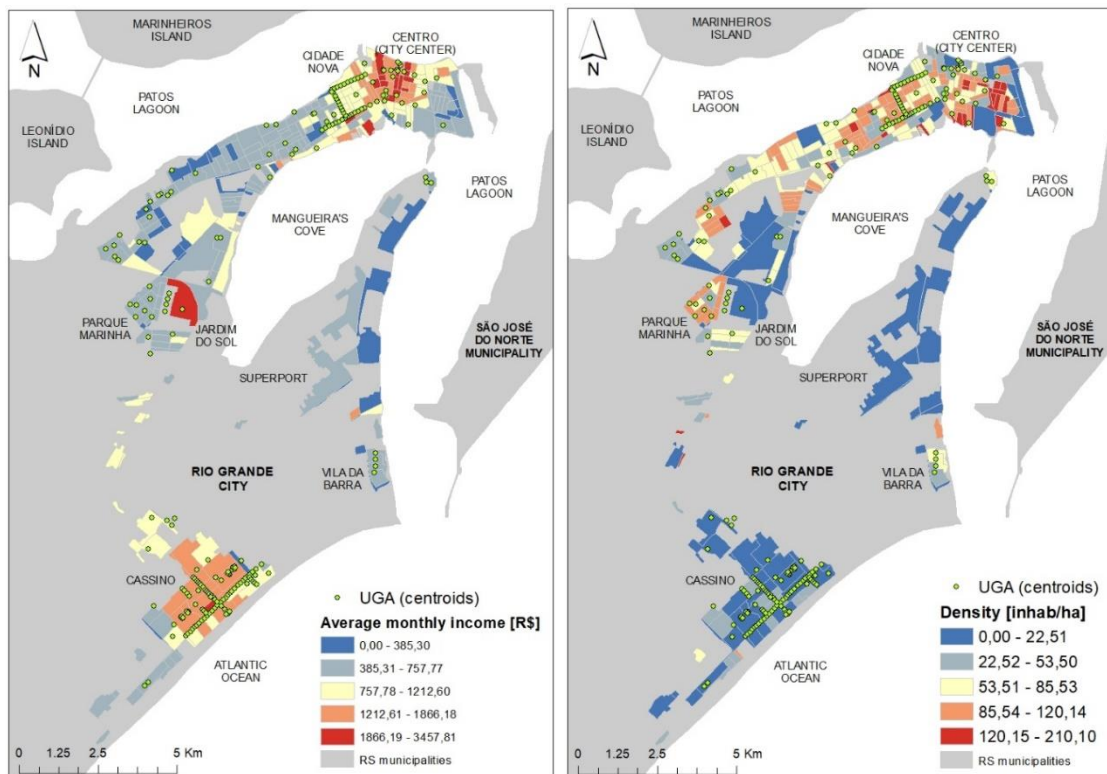 MARINHEIROS
ISLAND
N
CENTRO
(CITY CENTER)
CIDADE
NOVA
PATOS
LAGOON
LEONÍDIO
ISLAND
PATOS
LAGOON
MANGUEIRA'S
COVE
PARQUE
MARINHA
JARDIM
DO SOL
SÃO JOSÉ
DO NORTE
MUNICIPALITY
SUPERPORT
RIO GRANDE
CITY
VILA DA
BARRA
CASSINO
ATLANTIC
OCEAN
UGA (centroids)
Average monthly income [R$]
0,00 - 385,30
385,31 - 757,77
757,78 - 1212,60
1212,61 - 1866,18
1866,19 - 3457,81
RS municipalities
0 1.25 2.5 5 Km
MARINHEIROS
ISLAND
N
CENTRO
(CITY CENTER)
CIDADE
NOVA
PATOS
LAGOON
LEONÍDIO
ISLAND
PATOS
LAGOON
MANGUEIRA'S
COVE
PARQUE
MARINHA
JARDIM
DO SOL
SÃO JOSÉ
DO NORTE
MUNICIPALITY
SUPERPORT
RIO GRANDE
CITY
VILA DA
BARRA
CASSINO
ATLANTIC
OCEAN
UGA (centroids)
Density [inhab/ha]
0,00 - 22,51
22,52 - 53,50
53,51 - 85,53
85,54 - 120,14
120,15 - 210,10
RS municipalities
0 1.25 2.5 5 Km